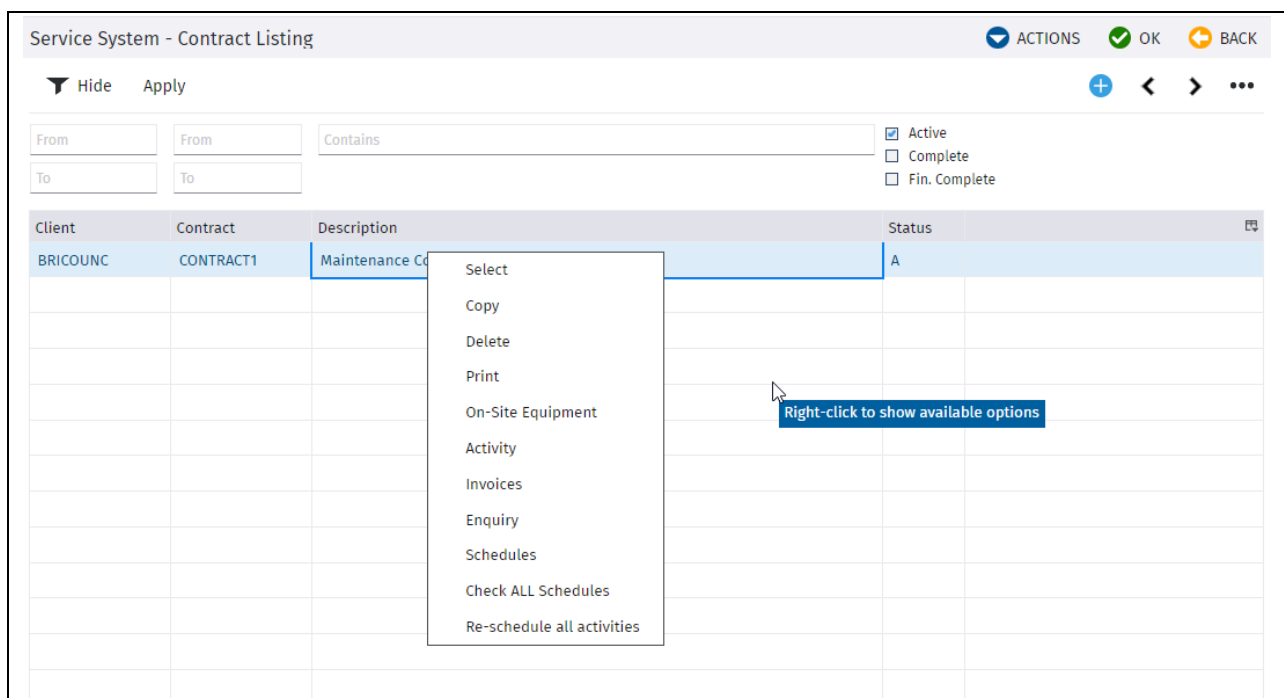 Service System - Contract Listing ACTIONS OK BACK
Hide Apply
From From Contains Active
Complete
To To Fin. Complete
Client Contract Description Status
BRICOUNC CONTRACT1 Maintenance Co A
Select
Copy
Delete
Print
On-Site Equipment
Right-click to show available options
Activity
Invoices
Enquiry
Schedules
Check ALL Schedules
Re-schedule all activities